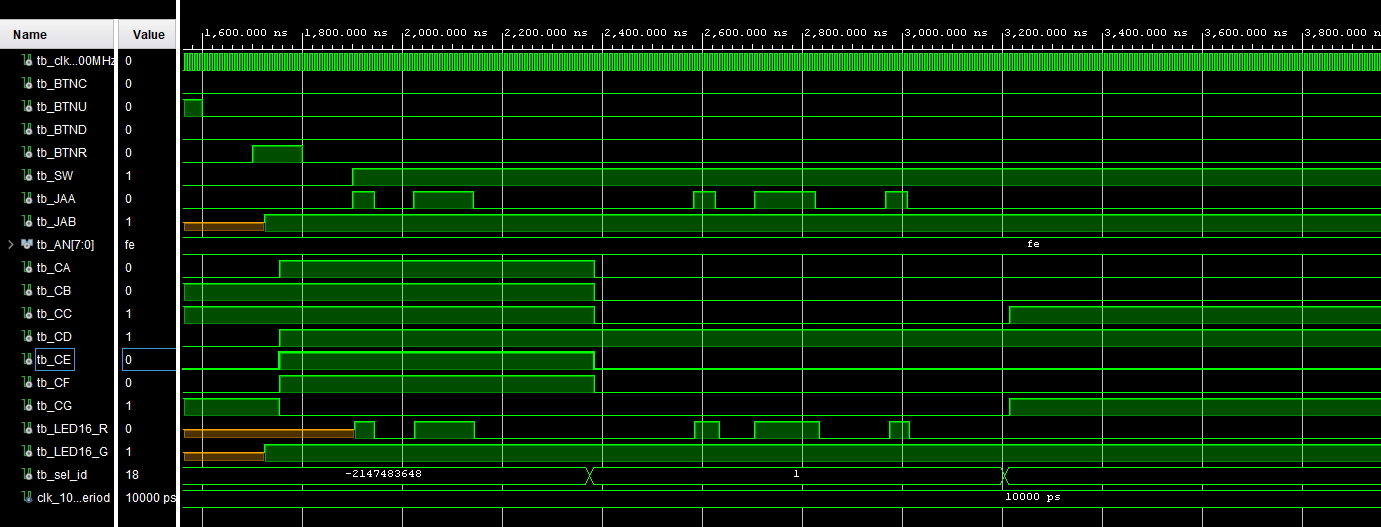 Name Value
1,600.000 ns 1,800.000 ns 2,000.000 ns 2,200.000 ns 2,400.000 ns 2,600.000 ns 2,800.000 ns 3,000.000 ns 3,200.000 ns 3,400.000 ns 3,600.000 ns 3,800.000 n
tb_clk...00MHz 0
tb_BTNC 0
tb_BTNU 0
tb_BTND 0
tb_BTNR 0
tb_SW 1
tb_JAA 0
tb_JAB 1
tb_AN[7:0] fe fe
tb_CA 0
tb_CB 0
tb_CC 1
tb_CD 1
tb_CE 0
tb_CF 0
tb_CG 1
tb_LED16_R 0
tb_LED16_G 1
tb_sel_id 18 -2147483648 1
clk_10...eriod 10000 ps 10000 ps